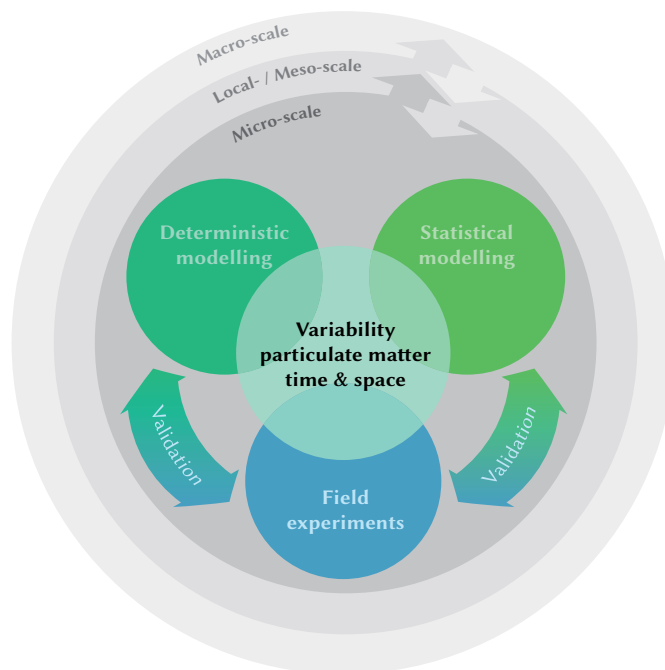 Macro-scale
Local- / Meso-scale
Micro-scale
Deterministic
modelling
Statistical
modelling
Variability
particulate matter
time & space
Validation
Validation
Field
experiments